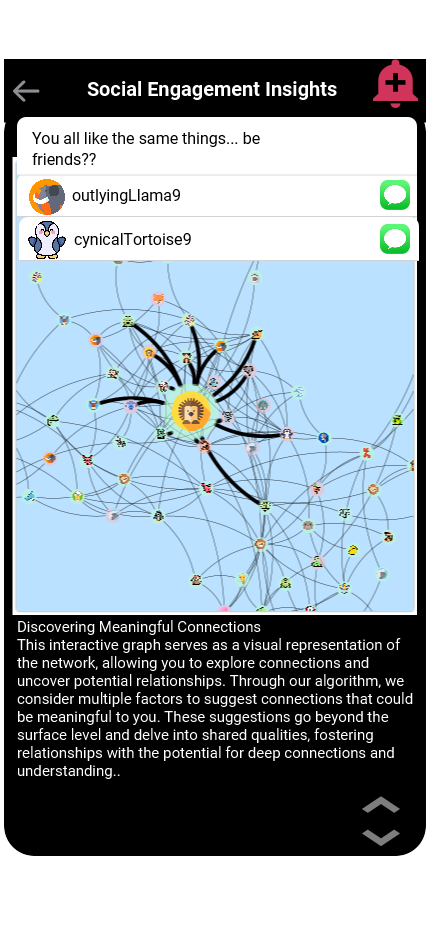 Social Engagement Insights
You all like the same things... be
friends??
outlyingLlama9
cynicalTortoise9
Discovering Meaningful Connections
This interactive graph serves as a visual representation of
the network, allowing you to explore connections and
uncover potential relationships. Through our algorithm, we
consider multiple factors to suggest connections that could
be meaningful to you. These suggestions go beyond the
surface level and delve into shared qualities, fostering
relationships with the potential for deep connections and
understanding..